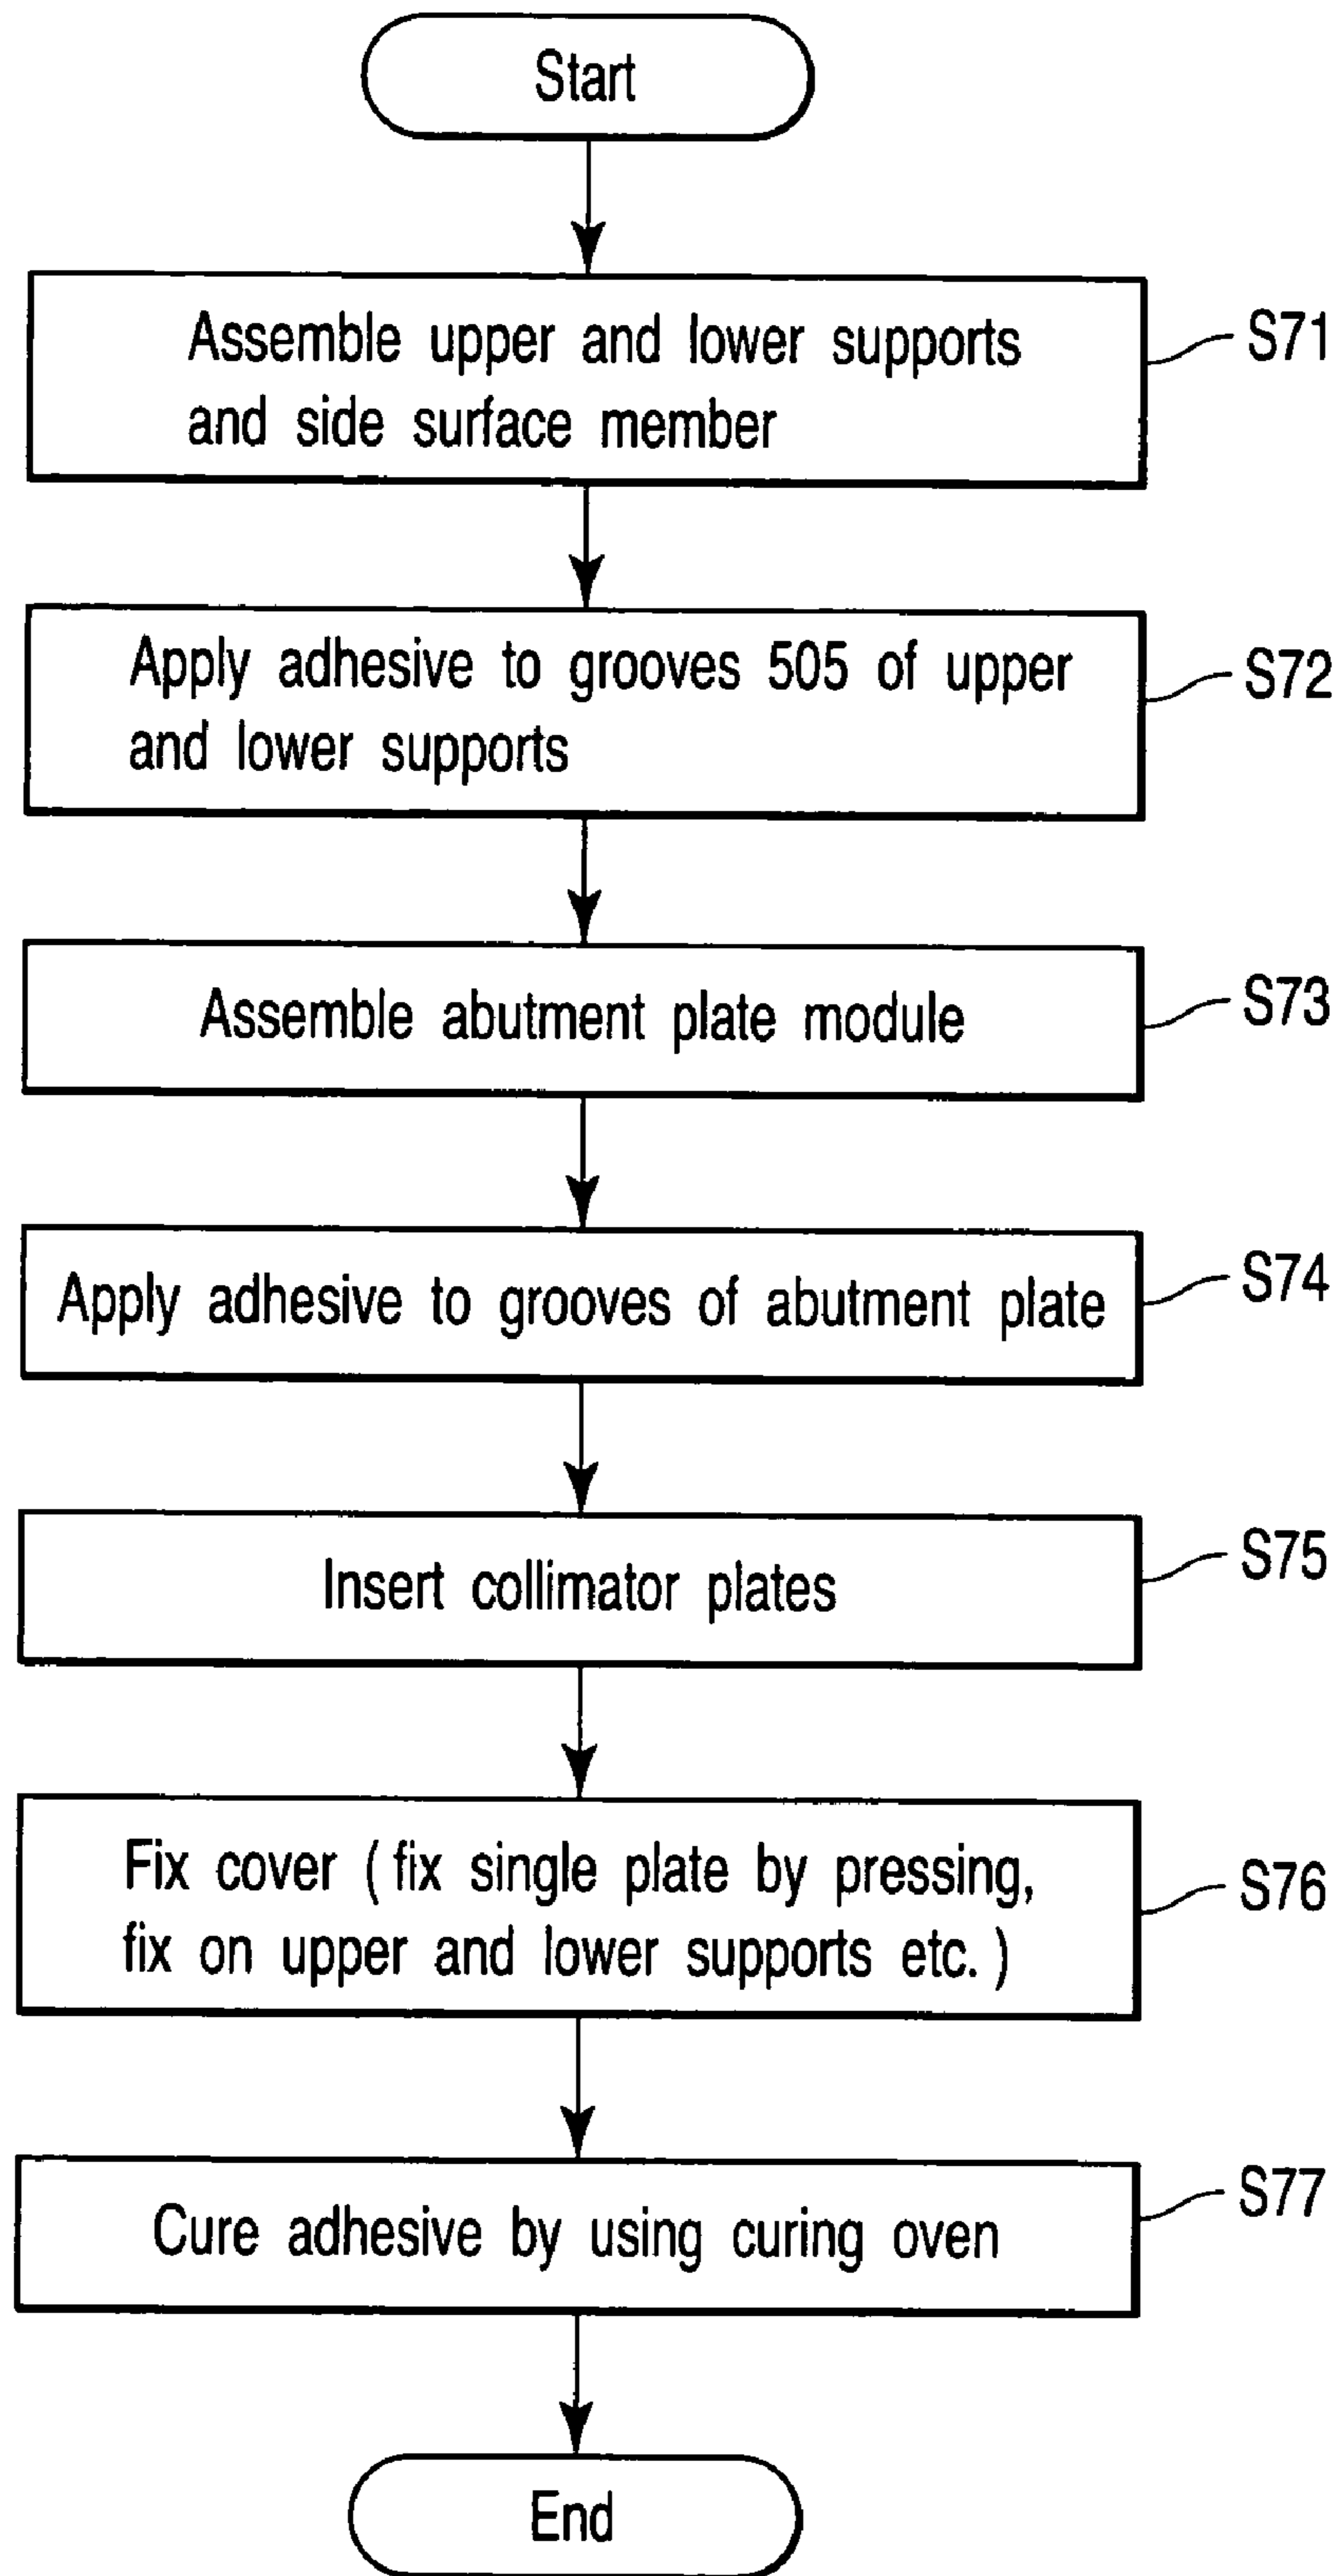 Start
Assemble upper and lower supports
and side surface member
S71
Apply adhesive to grooves 505 of upper
and lower supports
S72
Assemble abutment plate module
S73
Apply adhesive to grooves of abutment plate
S74
Insert collimator plates
S75
Fix cover ( fix single plate by pressing,
fix on upper and lower supports etc. )
S76
Cure adhesive by using curing oven
S77
End